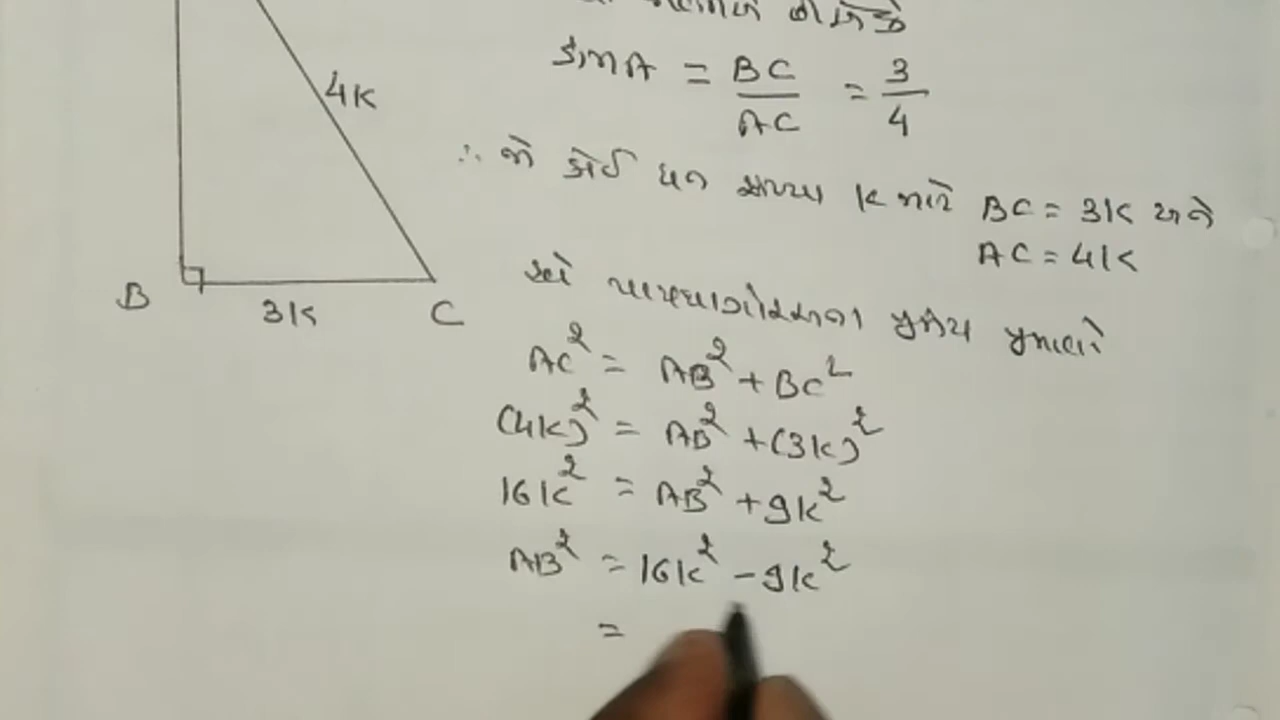 4K
sinA = BC/AC = 3/4
∴ જો કોઈ ધન સંખ્યા K માટે BC = 3K અને
AC = 4K
B
3K
C
પાયથાગોરસના પ્રમેય પ્રમાણે
AC² = AB² + BC²
(4K)² = AB² + (3K)²
16K² = AB² + 9K²
AB² = 16K² - 9K²
=